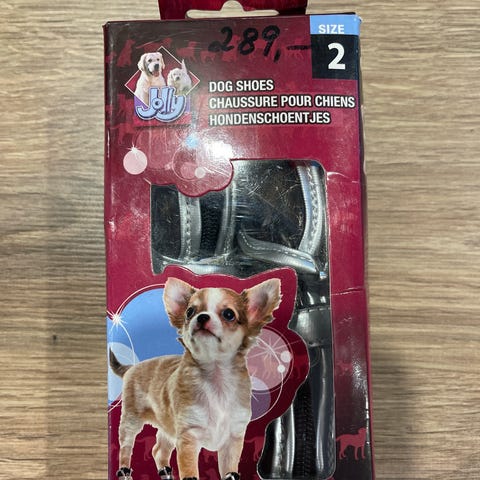 289,-
SIZE
2
Jolly
DOG SHOES
CHAUSSURE POUR CHIENS
HONDENSCHOENTJES